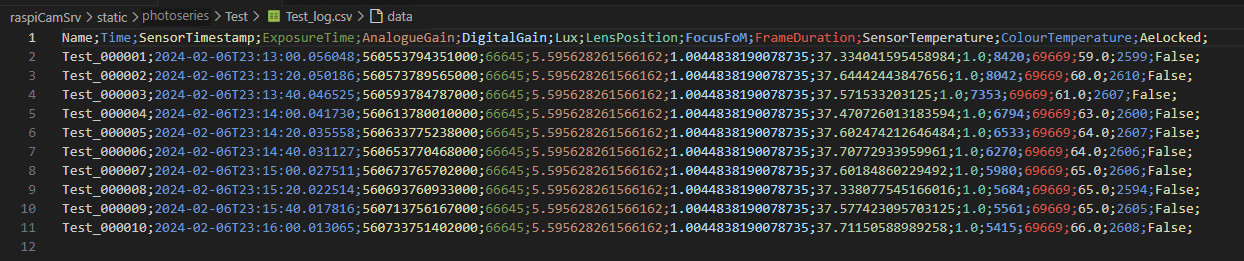 raspiCamSrv > static > photoseries > Test > Test_log.csv > data
1 Name;Time;SensorTimestamp;ExposureTime;AnalogueGain;DigitalGain;Lux;LensPosition;FocusFoM;FrameDuration;SensorTemperature;ColourTemperature;AeLocked;
2 Test_000001;2024-02-06T23:13:00.056048;560553794351000;66645;5.595628261566162;1.0044838190078735;37.334041595458984;1.0;8420;69669;59.0;2599;False;
3 Test_000002;2024-02-06T23:13:20.050186;560573789565000;66645;5.595628261566162;1.0044838190078735;37.64442443847656;1.0;8042;69669;60.0;2610;False;
4 Test_000003;2024-02-06T23:13:40.046525;560593784787000;66645;5.595628261566162;1.0044838190078735;37.571533203125;1.0;7353;69669;61.0;2607;False;
5 Test_000004;2024-02-06T23:14:00.041730;560613780010000;66645;5.595628261566162;1.0044838190078735;37.470726013183594;1.0;6794;69669;63.0;2600;False;
6 Test_000005;2024-02-06T23:14:20.035558;560633775238000;66645;5.595628261566162;1.0044838190078735;37.602474212646484;1.0;6533;69669;64.0;2607;False;
7 Test_000006;2024-02-06T23:14:40.031127;560653770468000;66645;5.595628261566162;1.0044838190078735;37.70772933959961;1.0;6270;69669;64.0;2606;False;
8 Test_000007;2024-02-06T23:15:00.027511;560673765702000;66645;5.595628261566162;1.0044838190078735;37.60184860229492;1.0;5980;69669;65.0;2606;False;
9 Test_000008;2024-02-06T23:15:20.022514;560693760933000;66645;5.595628261566162;1.0044838190078735;37.338077545166016;1.0;5684;69669;65.0;2594;False;
10 Test_000009;2024-02-06T23:15:40.017816;560713756167000;66645;5.595628261566162;1.0044838190078735;37.577423095703125;1.0;5561;69669;65.0;2605;False;
11 Test_000010;2024-02-06T23:16:00.013065;560733751402000;66645;5.595628261566162;1.0044838190078735;37.71150588989258;1.0;5415;69669;66.0;2608;False;
12